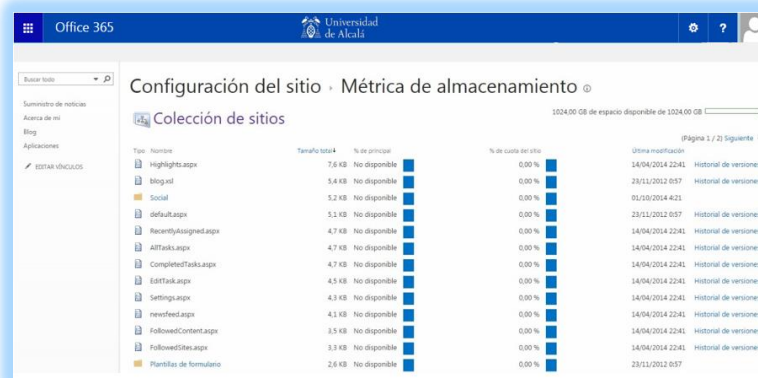 Office 365
Universidad
de Alcalá
?
Buscar todo
Suministro de noticias
Acerca de mí
Blog
Aplicaciones
EDITAR VÍNCULOS
Configuración del sitio Métrica de almacenamiento
Colección de sitios
1024,00 GB de espacio disponible de 1024,00 GB
(Página 1 / 2) Siguiente
Tipo Nombre Tamaño total % de principal % de cuota del sitio Última modificación
Highlights.aspx 7,6 KB No disponible 0,00 % 14/04/2014 22:41 Historial de versione
blog.xsl 5,4 KB No disponible 0,00 % 23/11/2012 0:57 Historial de versione
Social 5,2 KB No disponible 0,00 % 01/10/2014 4:21
default.aspx 5,1 KB No disponible 0,00 % 23/11/2012 0:57 Historial de versione
RecentlyAssigned.aspx 4,7 KB No disponible 0,00 % 14/04/2014 22:41 Historial de versione
AllTasks.aspx 4,7 KB No disponible 0,00 % 14/04/2014 22:41 Historial de versione
CompletedTasks.aspx 4,7 KB No disponible 0,00 % 14/04/2014 22:41 Historial de versione
EditTask.aspx 4,5 KB No disponible 0,00 % 14/04/2014 22:41 Historial de versione
Settings.aspx 4,3 KB No disponible 0,00 % 14/04/2014 22:41 Historial de versione
newsfeed.aspx 4,1 KB No disponible 0,00 % 14/04/2014 22:41 Historial de versione
FollowedContent.aspx 3,5 KB No disponible 0,00 % 14/04/2014 22:41 Historial de versione
FollowedSites.aspx 3,3 KB No disponible 0,00 % 14/04/2014 22:41 Historial de versione
Plantillas de formulario 2,6 KB No disponible 0,00 % 23/11/2012 0:57